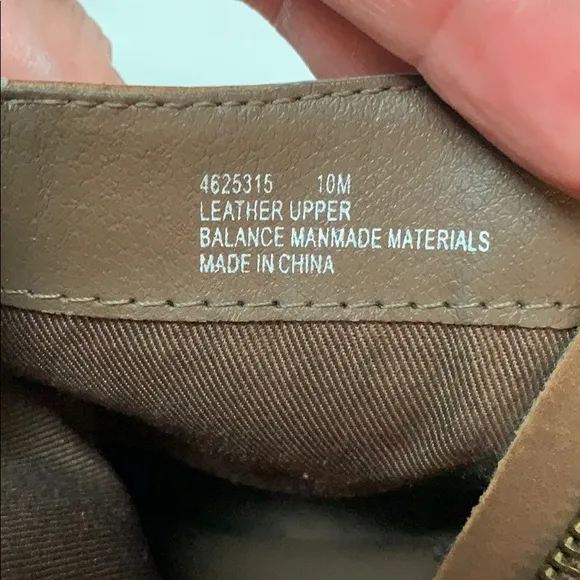 4625315 10M
LEATHER UPPER
BALANCE MANMADE MATERIALS
MADE IN CHINA